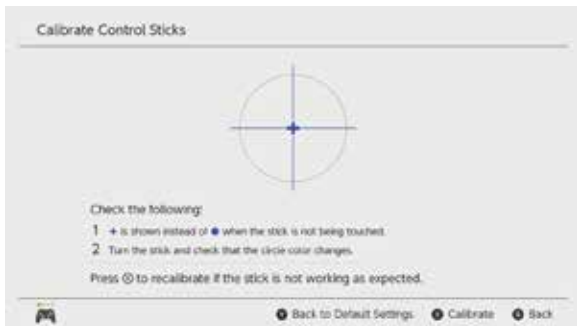 Calibrate Control Sticks
Check the following:
1 + is shown instead of ● when the stick is not being touched.
2 Turn the stick and check that the circle color changes.
Press Ⓧ to recalibrate if the stick is not working as expected.
Back to Default Settings Calibrate Back